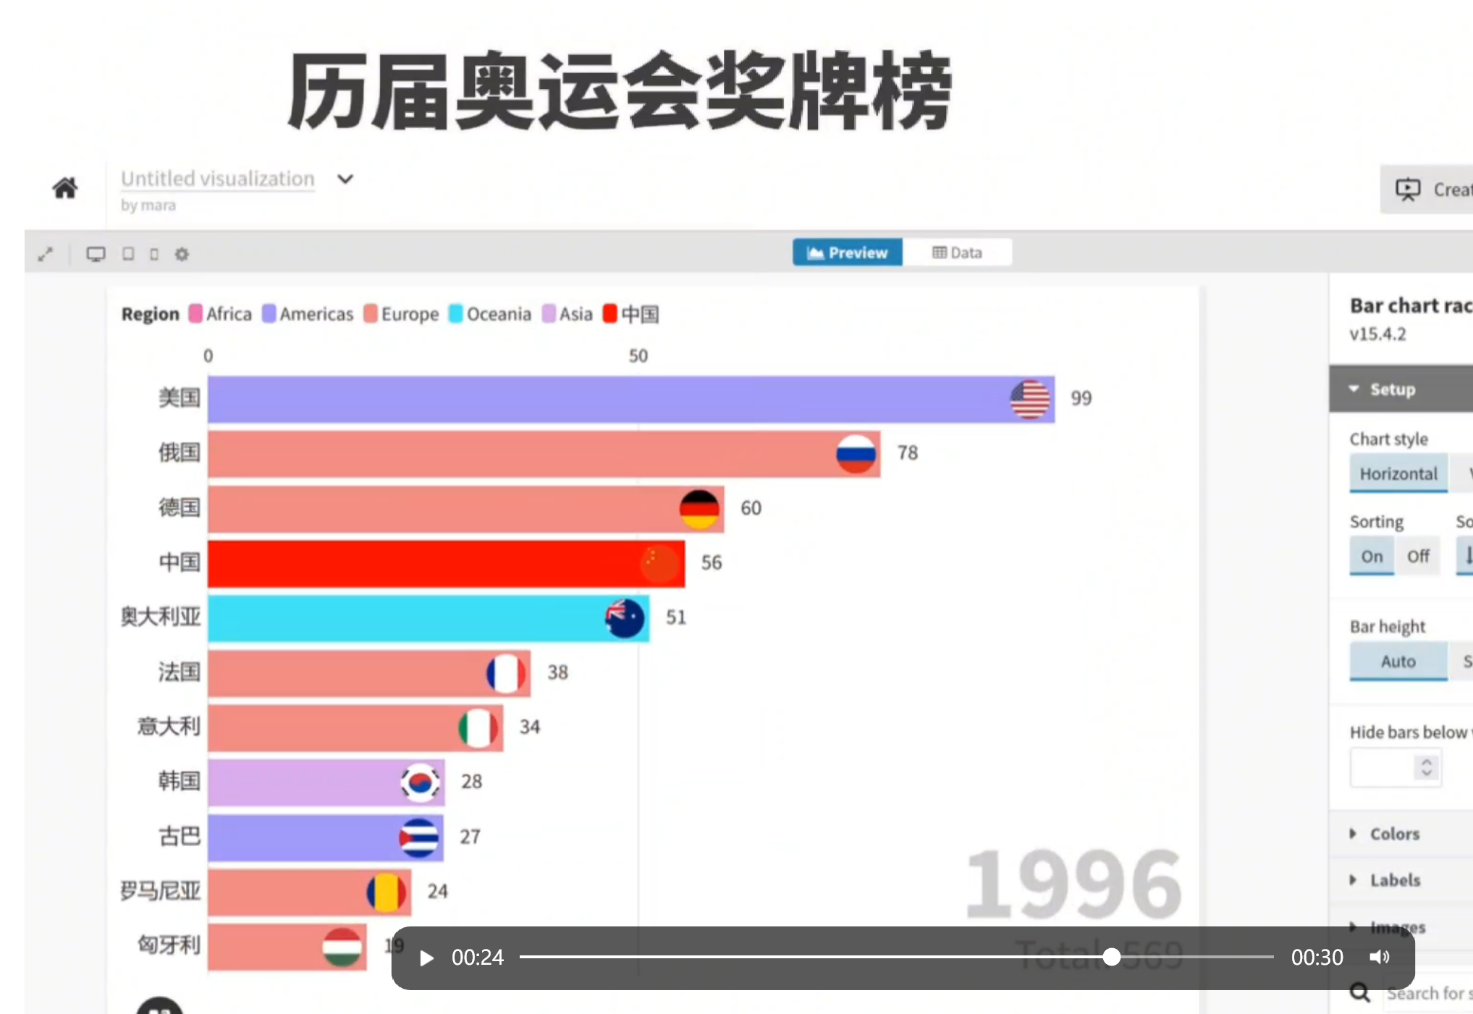 历届奥运会奖牌榜
Untitled visualization
by mara
Preview
Data
Region Africa Americas Europe Oceania Asia 中国
0 50
美国 99
俄国 78
德国 60
中国 56
奥大利亚 51
法国 38
意大利 34
韩国 28
古巴 27
罗马尼亚 24
匈牙利 19
1996
Total: 569
00:24 00:30
Bar chart rac
v15.4.2
Setup
Chart style
Horizontal
Sorting
On Off
Bar height
Auto
Hide bars below
Colors
Labels
Images
Search for s